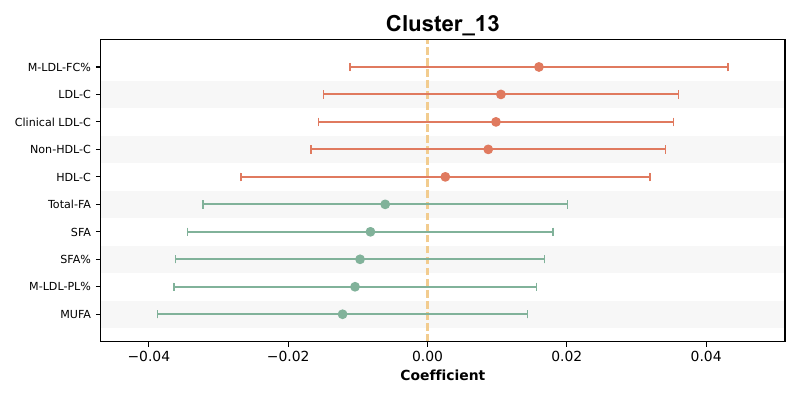 Cluster_13
M-LDL-FC%
LDL-C
Clinical LDL-C
Non-HDL-C
HDL-C
Total-FA
SFA
SFA%
M-LDL-PL%
MUFA
−0.04 −0.02 0.00 0.02 0.04
Coefficient